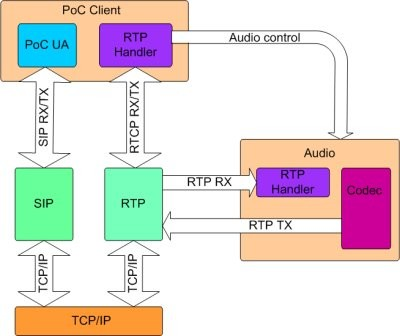 PoC Client
PoC UA
RTP
Handler
Audio control
SIP RX/TX
RTCP RX/TX
Audio
RTP RX
RTP
Handler
Codec
SIP
RTP
RTP TX
TCP/IP
TCP/IP
TCP/IP